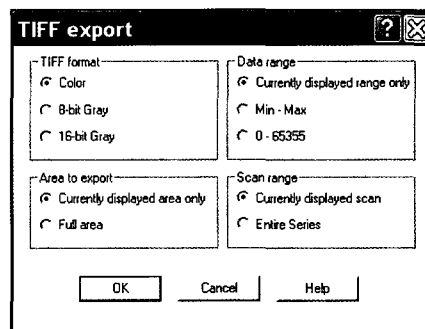 TIFF export
TIFF format
Color
8-bit Gray
16-bit Gray
Data range
Currently displayed range only
Min - Max
0 - 65355
Area to export
Currently displayed area only
Full area
Scan range
Currently displayed scan
Entire Series
OK
Cancel
Help